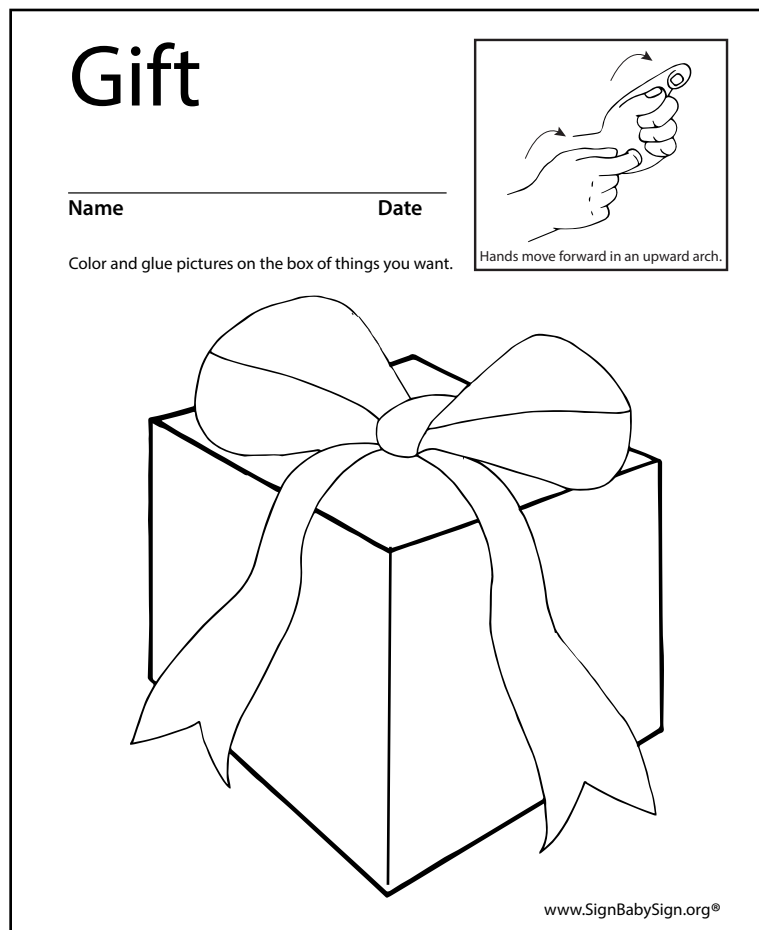 Gift
Name Date
Hands move forward in an upward arch.
Color and glue pictures on the box of things you want.
www.SignBabySign.org®